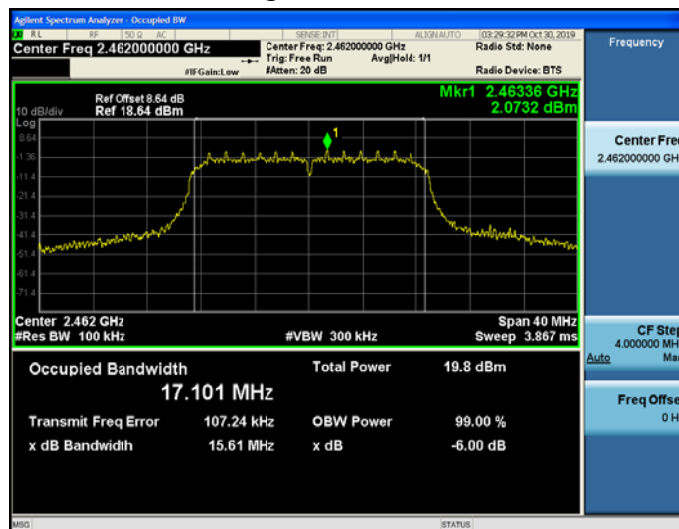 Agilent Spectrum Analyzer - Occupied BW
RL RF 50 Ω AC SENSE:INT ALIGN AUTO 03:29:32 PM Oct 30, 2019
Center Freq 2.462000000 GHz
Center Freq: 2.462000000 GHz
Radio Std: None
Trig: Free Run Avg|Hold: 1/1
#IFGain:Low
#Atten: 20 dB
Radio Device: BTS
Frequency
Ref Offset 8.64 dB
Mkr1 2.46336 GHz
10 dB/div Ref 18.64 dBm
2.0732 dBm
Log
8.64
1
-1.36
-11.4
-21.4
-31.4
-41.4
-51.4
-61.4
-71.4
Center 2.462 GHz
Span 40 MHz
#Res BW 100 kHz
#VBW 300 kHz
Sweep 3.867 ms
Center Fre
2.462000000 GH
CF Step
4.000000 MH
Auto Ma
Freq Offse
0 H
Occupied Bandwidth
Total Power 19.8 dBm
17.101 MHz
Transmit Freq Error 107.24 kHz
OBW Power 99.00 %
x dB Bandwidth 15.61 MHz
x dB -6.00 dB
MSG
STATUS